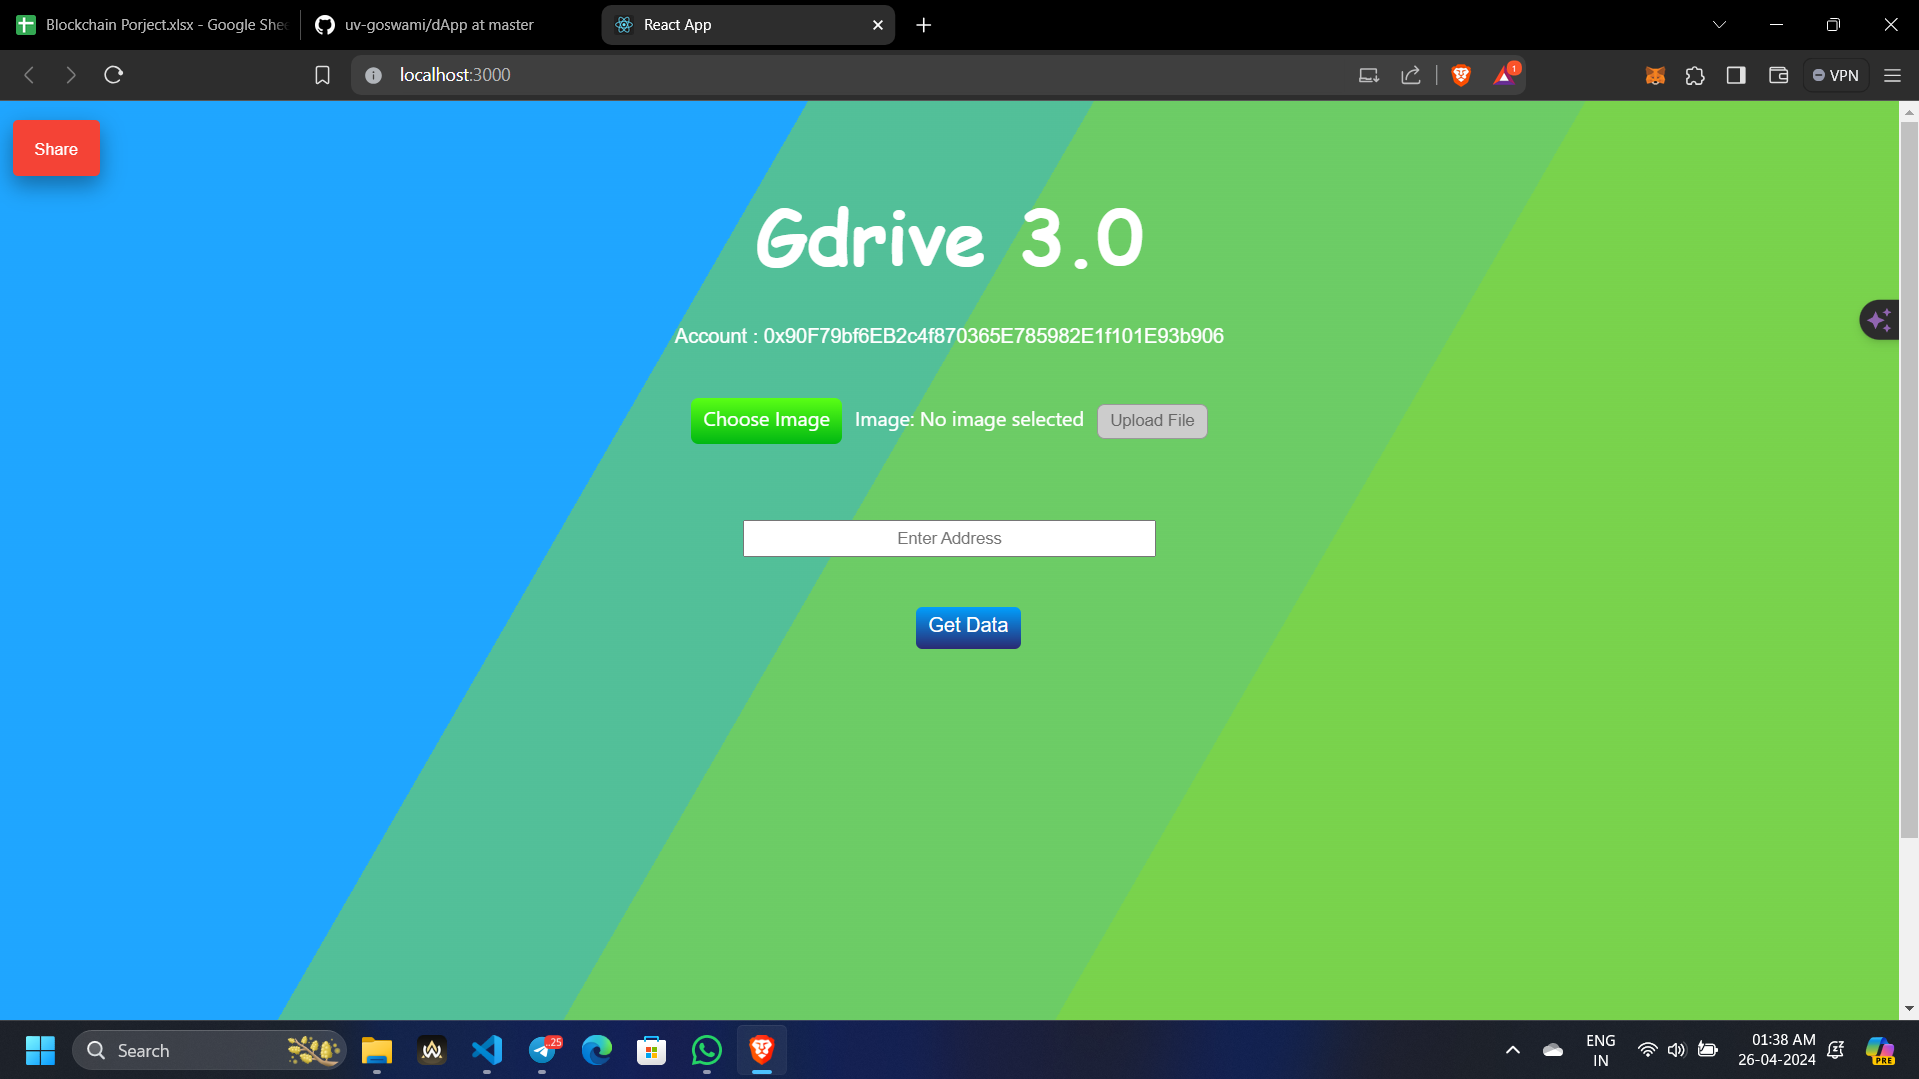 Blockchain Porject.xlsx - Google She
uv-goswami/dApp at master
React App
localhost:3000
1
VPN
Share
Gdrive 3.0
Account : 0x90F79bf6EB2c4f870365E785982E1f101E93b906
Choose Image
Image: No image selected
Upload File
Enter Address
Get Data
Search
..25
ENG
IN
01:38 AM
26-04-2024
PRE